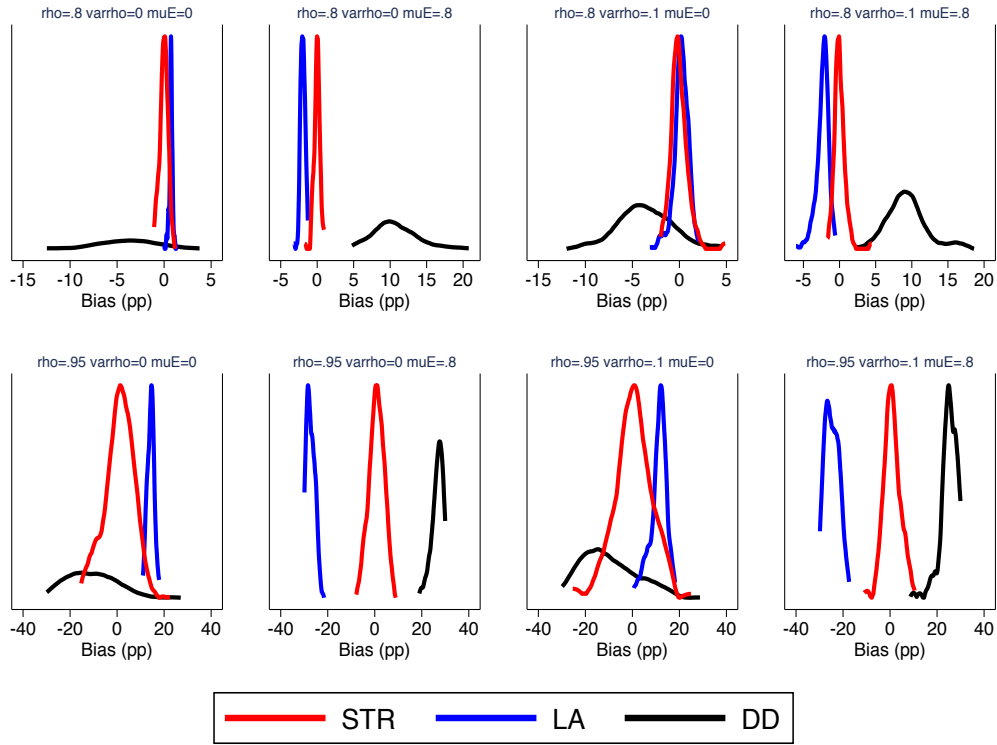 rho=.8 varrho=0 muE=0
rho=.8 varrho=0 muE=.8
rho=.8 varrho=.1 muE=0
rho=.8 varrho=.1 muE=.8
-15 -10 -5 0 5
-5 0 5 10 15 20
-15 -10 -5 0 5
-5 0 5 10 15 20
Bias (pp)
Bias (pp)
Bias (pp)
Bias (pp)
rho=.95 varrho=0 muE=0
rho=.95 varrho=0 muE=.8
rho=.95 varrho=.1 muE=0
rho=.95 varrho=.1 muE=.8
-40 -20 0 20 40
-40 -20 0 20 40
-40 -20 0 20 40
-40 -20 0 20 40
Bias (pp)
Bias (pp)
Bias (pp)
Bias (pp)
STR LA DD